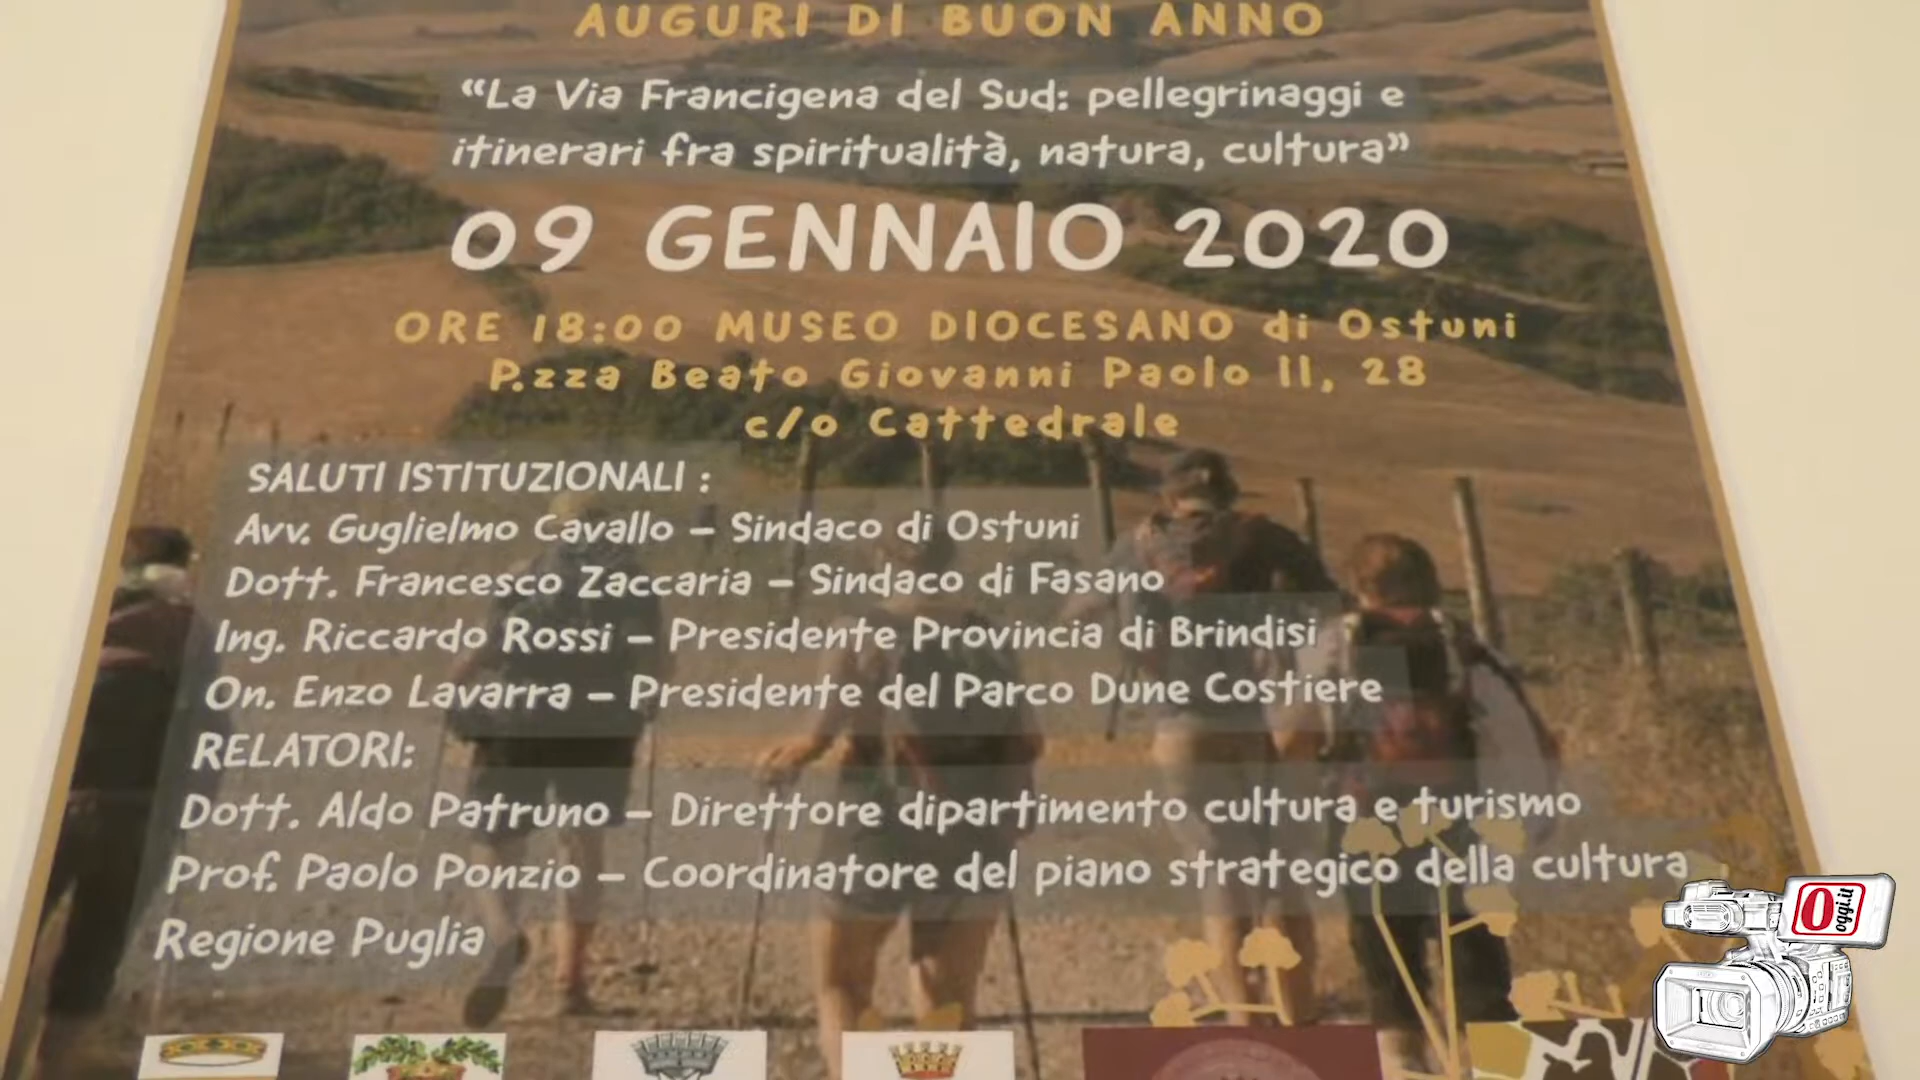 AUGURI DI BUON ANNO
“La Via Francigena del Sud: pellegrinaggi e
itinerari fra spiritualità, natura, cultura”
09 GENNAIO 2020
ORE 18:00 MUSEO DIOCESANO di Ostuni
P.zza Beato Giovanni Paolo II, 28
c/o Cattedrale
SALUTI ISTITUZIONALI :
Avv. Guglielmo Cavallo – Sindaco di Ostuni
Dott. Francesco Zaccaria – Sindaco di Fasano
Ing. Riccardo Rossi – Presidente Provincia di Brindisi
On. Enzo Lavarra – Presidente del Parco Dune Costiere
RELATORI:
Dott. Aldo Patruno – Direttore dipartimento cultura e turismo
Prof. Paolo Ponzio – Coordinatore del piano strategico della cultura
Regione Puglia
Ooggi.it